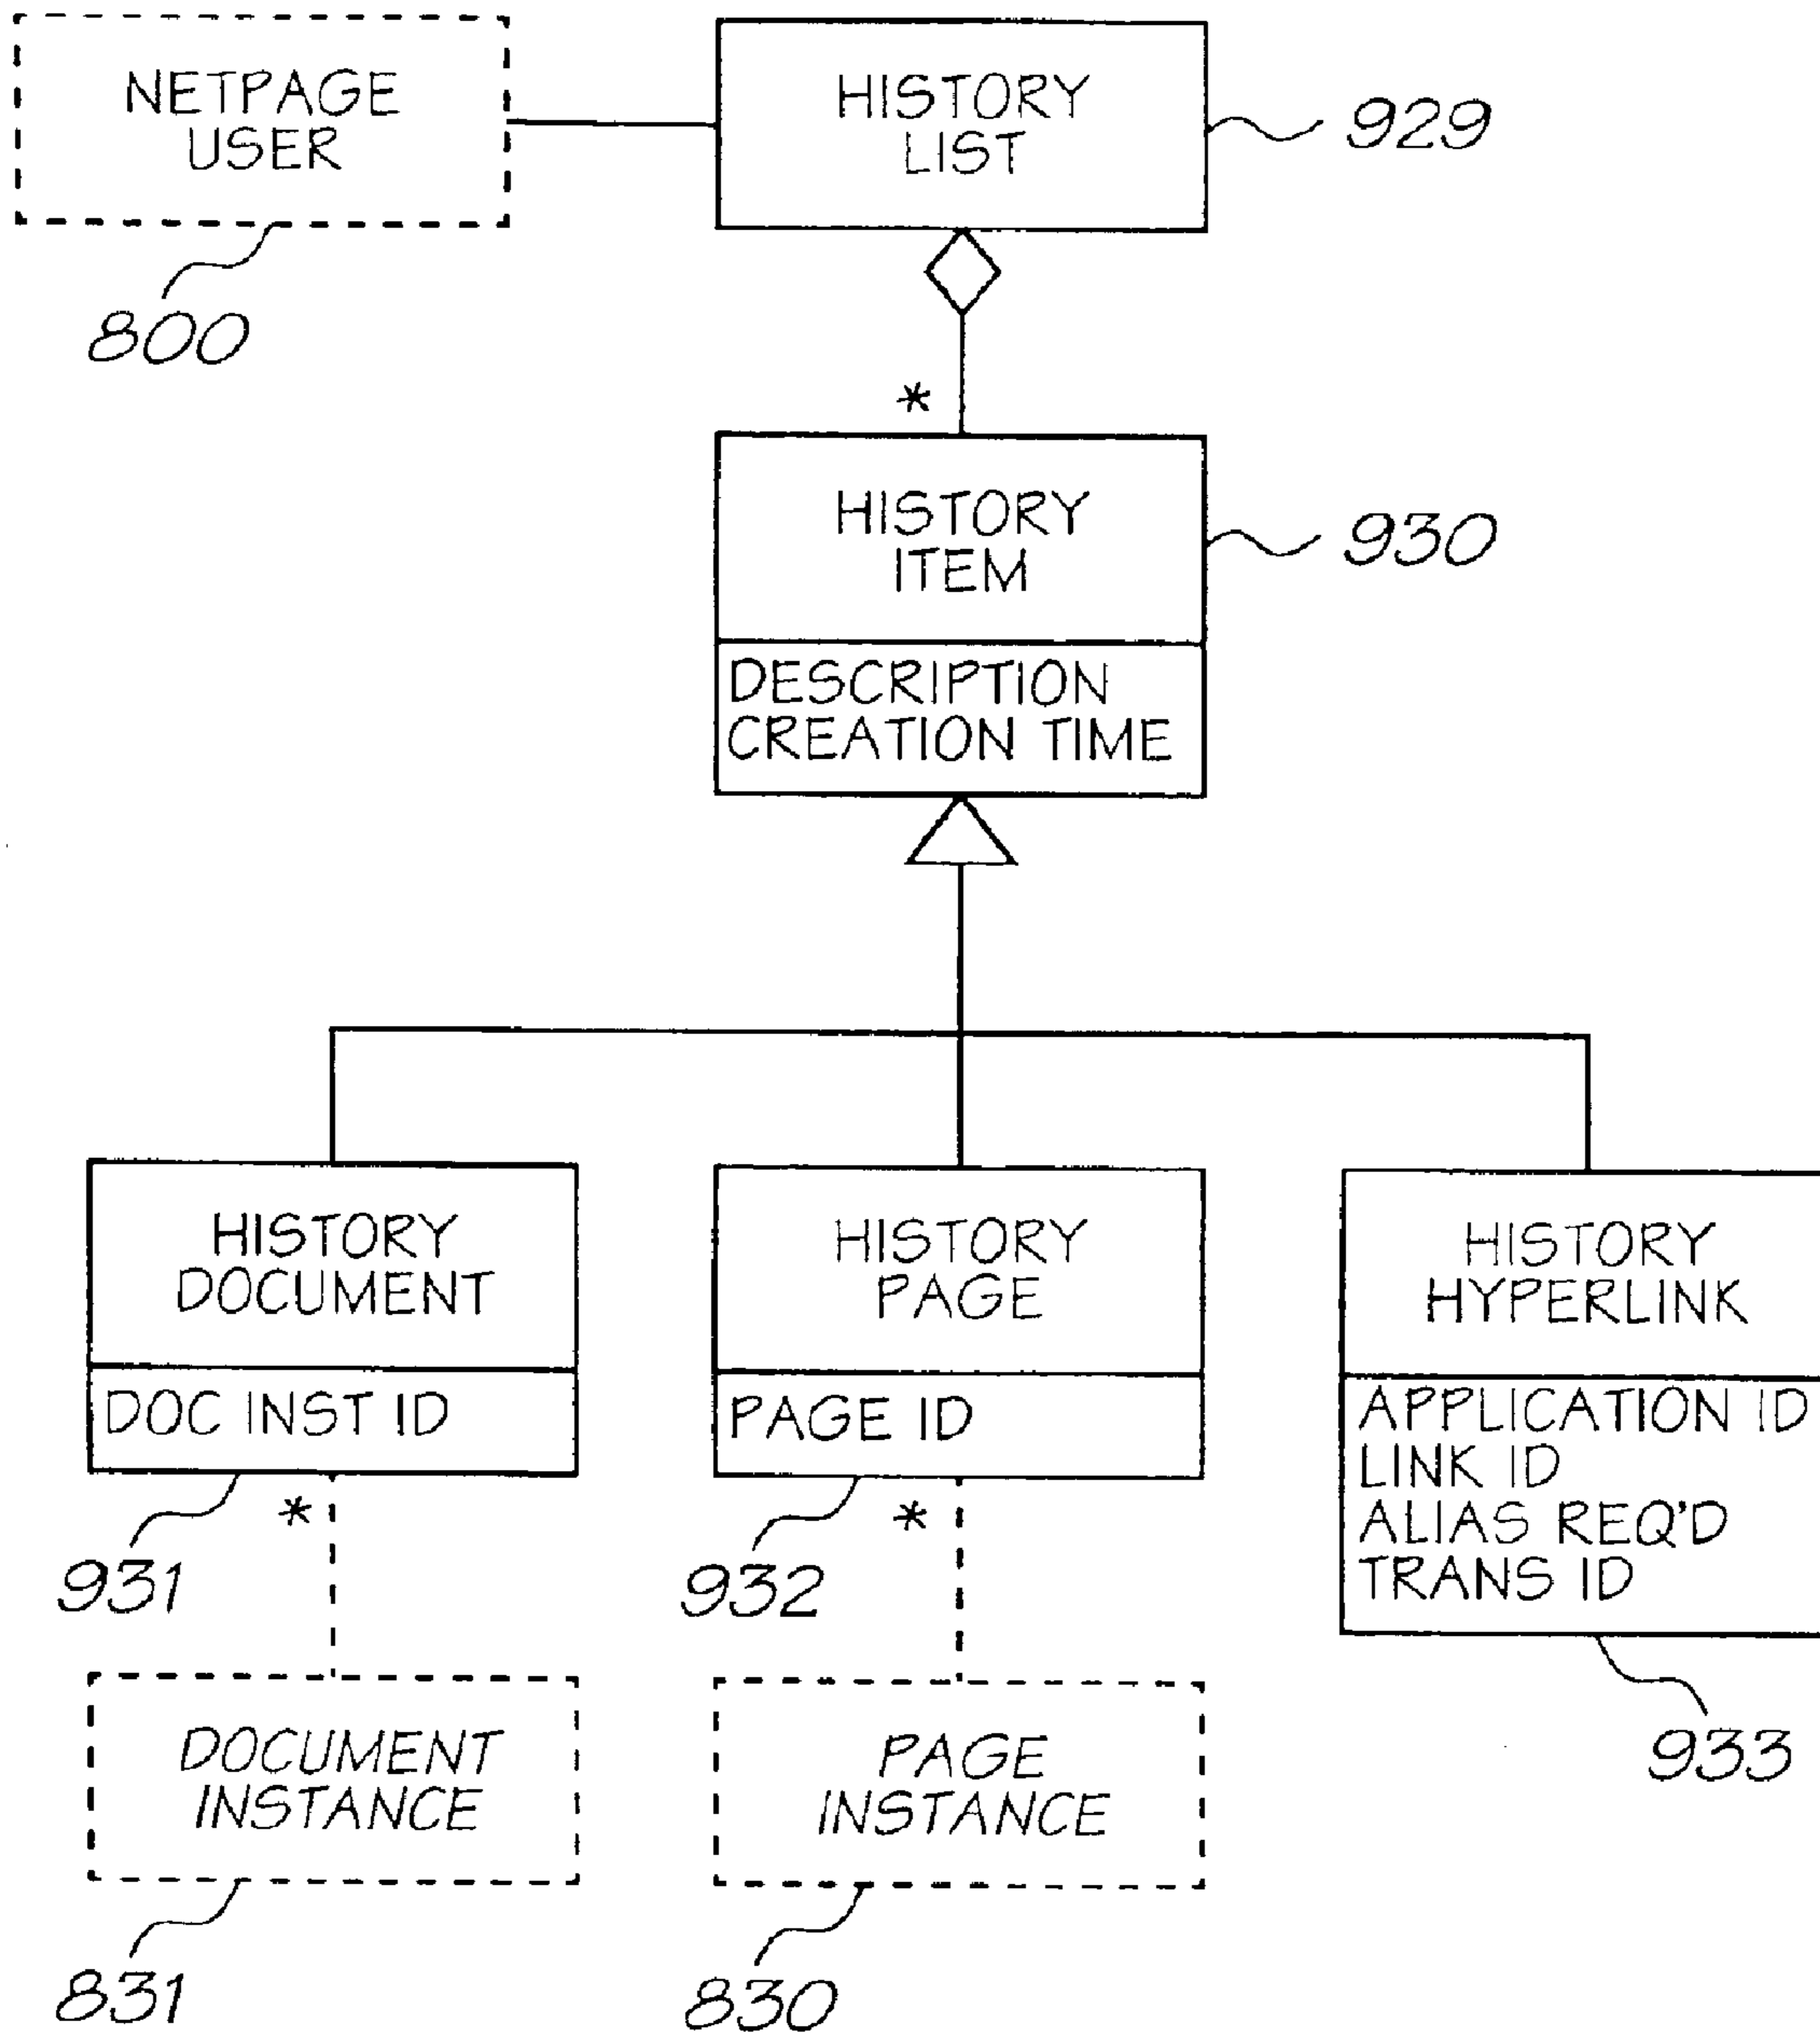 NETPAGE
USER
800
HISTORY
LIST
929
*
HISTORY
ITEM
930
DESCRIPTION
CREATION TIME
HISTORY
DOCUMENT
DOC INST ID
931
*
HISTORY
PAGE
PAGE ID
932
*
HISTORY
HYPERLINK
APPLICATION ID
LINK ID
ALIAS REQ'D
TRANS ID
933
DOCUMENT
INSTANCE
831
PAGE
INSTANCE
830